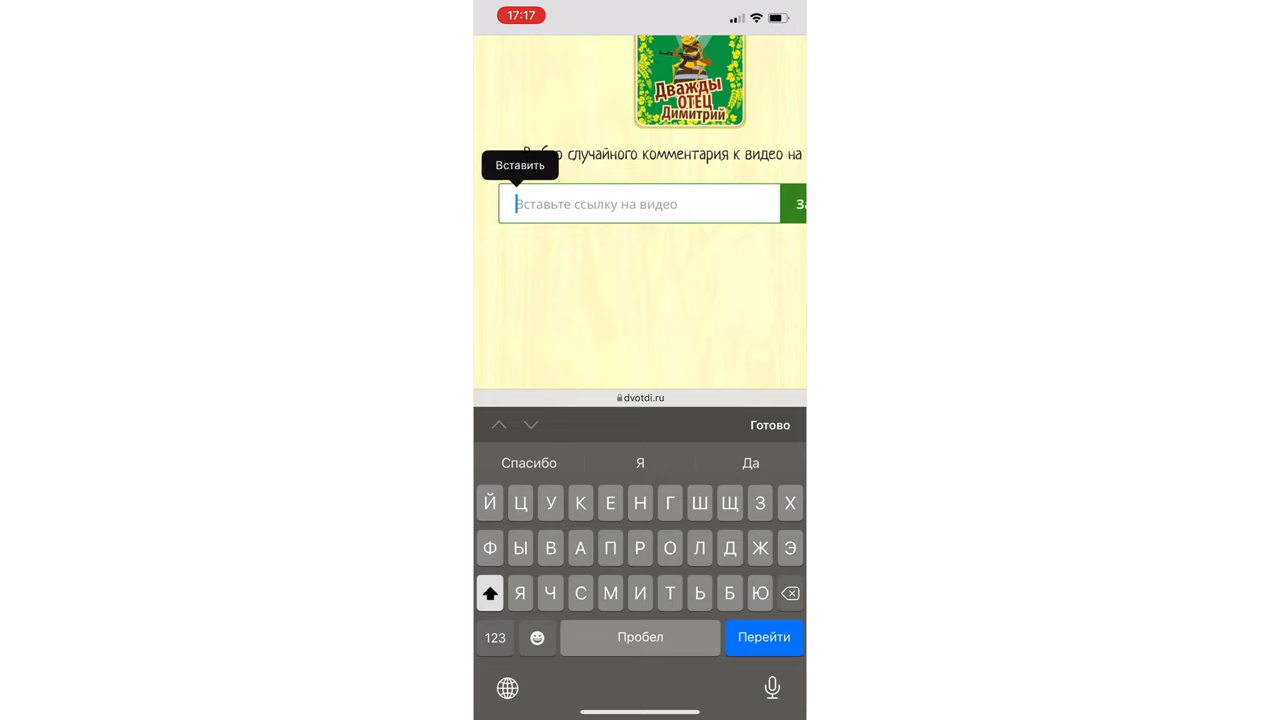 17:17
Дважды
ОТЕЦ
Димитрий
случайного комментария к видео на
Вставить
Вставьте ссылку на видео
dvotdi.ru
Готово
Спасибо Я Да
Й Ц У К Е Н Г Ш Щ З Х
Ф Ы В А П Р О Л Д Ж Э
Я Ч С М И Т Ь Б Ю
123 Пробел Перейти